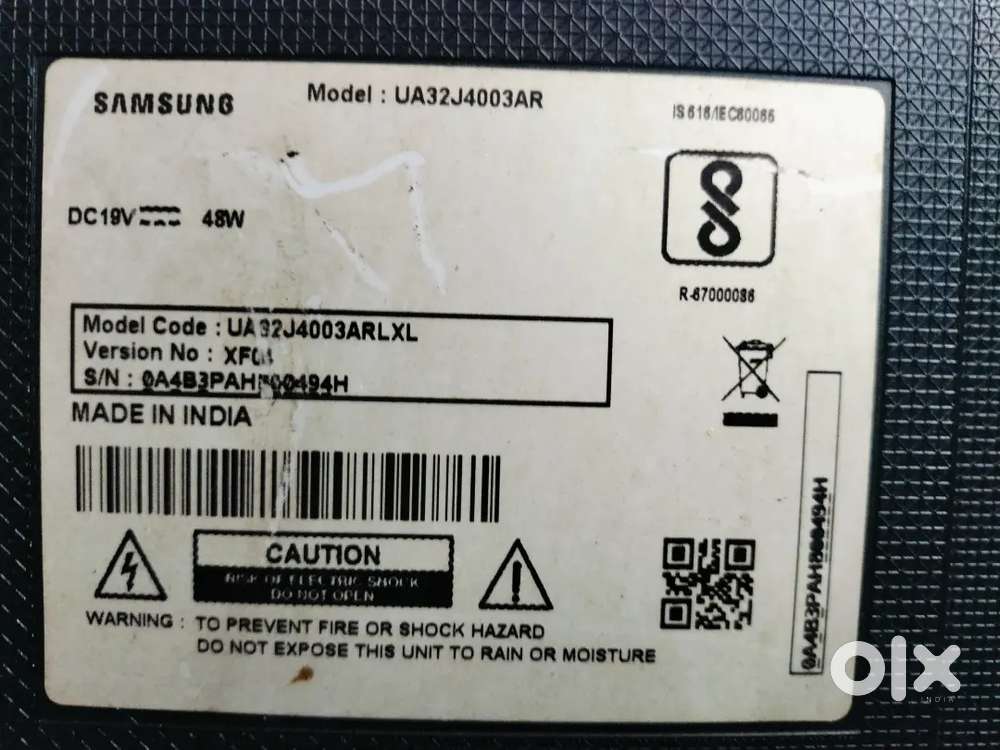 SAMSUNG
Model : UA32J4003AR
IS 616/IEC60065
DC19V 48W
R-67000086
Model Code : UA32J4003ARLXL
Version No :
S/N :
MADE IN INDIA
CAUTION
RISK OF ELECTRIC SHOCK
DO NOT OPEN
WARNING : TO PREVENT FIRE OR SHOCK HAZARD
DO NOT EXPOSE THIS UNIT TO RAIN OR MOISTURE
olx
INDIA